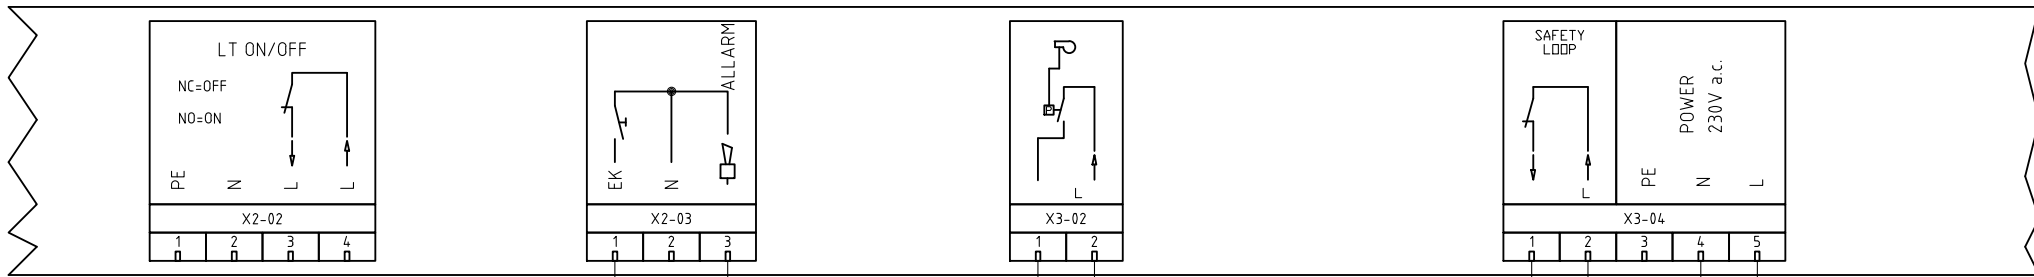 LT ON/OFF
NC=OFF
NO=ON
PE N L L
X2-02
1 2 3 4
ALLARM
EK N
X2-03
1 2 3
P
L
X3-02
1 2
SAFETY
LOOP
L
POWER
230V a.c.
PE N L
X3-04
1 2 3 4 5